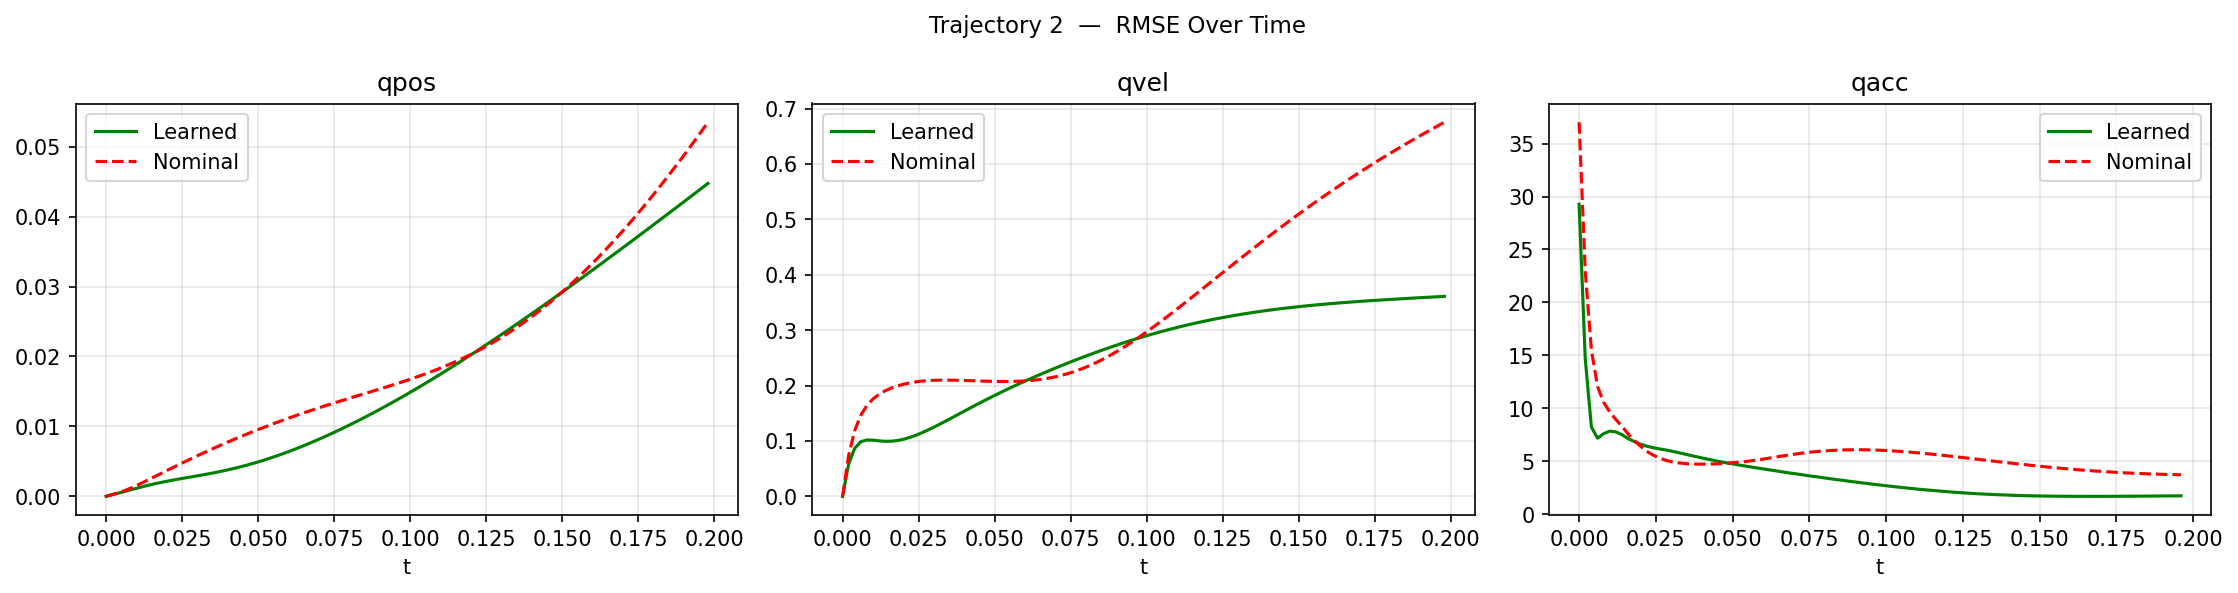 Trajectory 2 — RMSE Over Time
qpos
Learned
Nominal
0.05
0.04
0.03
0.02
0.01
0.00
0.000 0.025 0.050 0.075 0.100 0.125 0.150 0.175 0.200
t
qvel
Learned
Nominal
0.7
0.6
0.5
0.4
0.3
0.2
0.1
0.0
0.000 0.025 0.050 0.075 0.100 0.125 0.150 0.175 0.200
t
qacc
Learned
Nominal
35
30
25
20
15
10
5
0
0.000 0.025 0.050 0.075 0.100 0.125 0.150 0.175 0.200
t